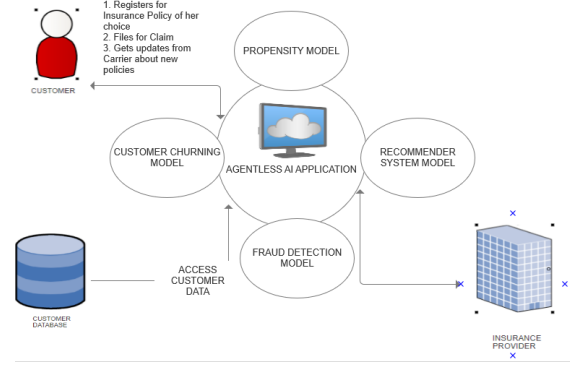 1. Registers for
Insurance Policy of her
choice
2. Files for Claim
3. Gets updates from
Carrier about new
policies
CUSTOMER
PROPENSITY MODEL
CUSTOMER CHURNING
MODEL
AGENTLESS AI APPLICATION
RECOMMENDER
SYSTEM MODEL
FRAUD DETECTION
MODEL
ACCESS
CUSTOMER
DATA
CUSTOMER
DATABASE
INSURANCE
PROVIDER